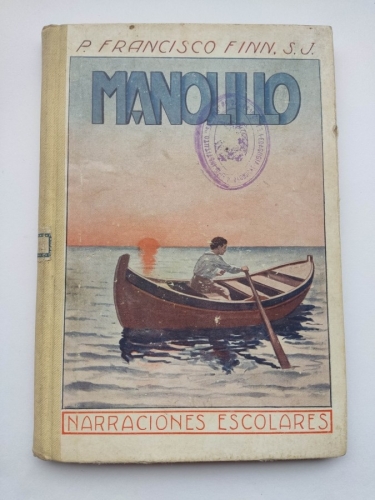 P. FRANCISCO FINN, S. J.
MANOLILLO
NARRACIONES ESCOLARES